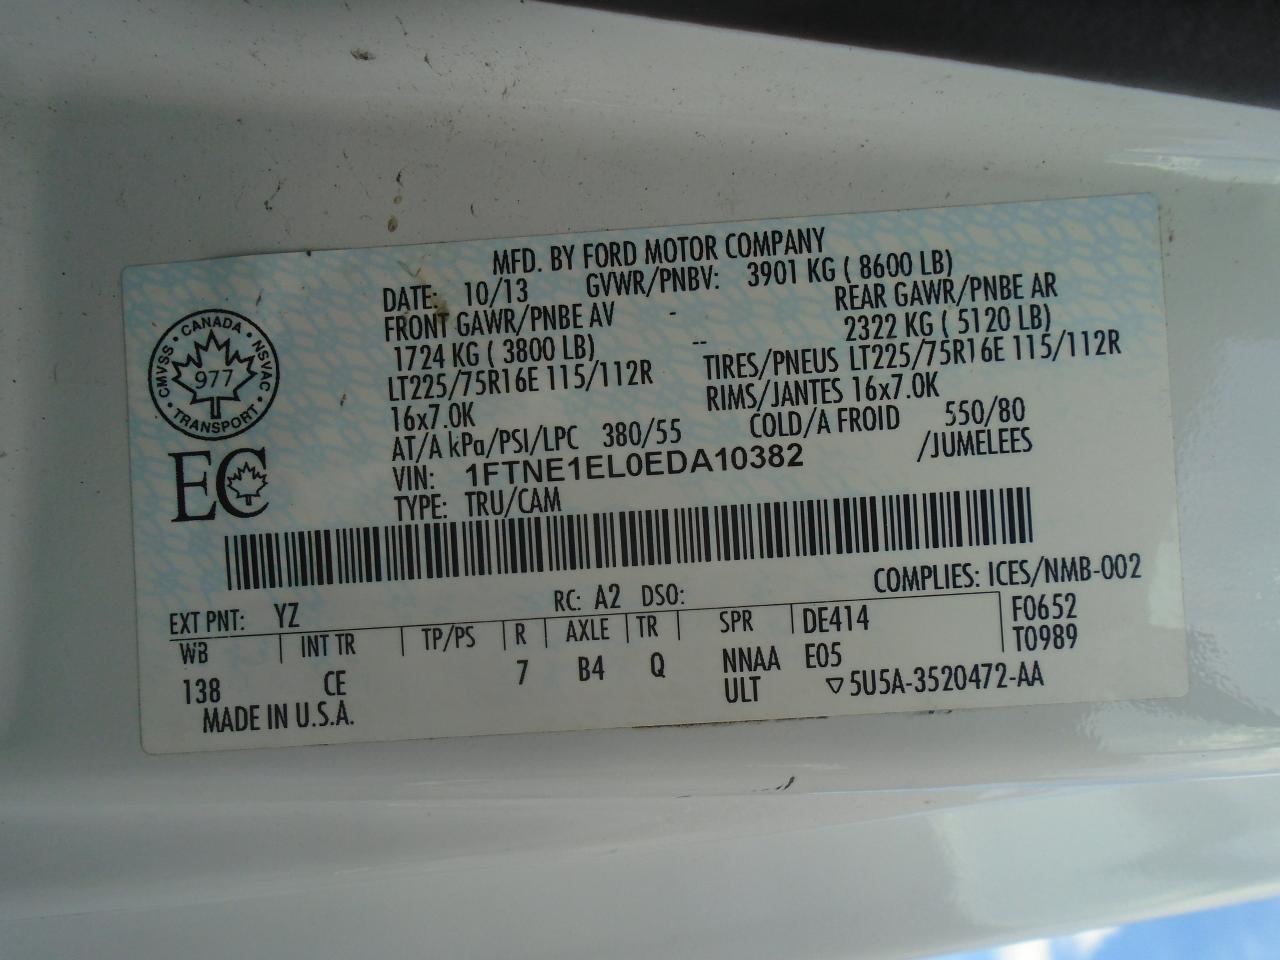 MFD. BY FORD MOTOR COMPANY
DATE: 10/13 GVWR/PNBV: 3901 KG ( 8600 LB)
FRONT GAWR/PNBE AV - REAR GAWR/PNBE AR
1724 KG ( 3800 LB) -- 2322 KG ( 5120 LB)
LT225/75R16E 115/112R TIRES/PNEUS LT225/75R16E 115/112R
16x7.0K RIMS/JANTES 16x7.0K
AT/A kPa/PSI/LPC 380/55 COLD/A FROID 550/80
VIN: 1FTNE1EL0EDA10382 /JUMELEES
TYPE: TRU/CAM
CANADA
CMVSS
NSVAC
977
TRANSPORT
EC
COMPLIES: ICES/NMB-002
EXT PNT: YZ RC: A2 DSO:
WB INT TR TP/PS R AXLE TR SPR DE414 F0652
T0989
138 CE 7 B4 Q NNAA E05
MADE IN U.S.A. ULT ▽5U5A-3520472-AA